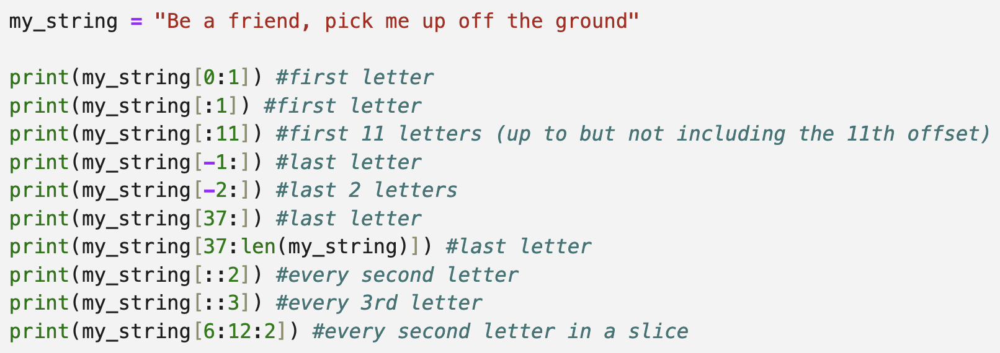 my_string = "Be a friend, pick me up off the ground"
print(my_string[0:1]) #first letter
print(my_string[:1]) #first letter
print(my_string[:11]) #first 11 letters (up to but not including the 11th offset)
print(my_string[-1:]) #last letter
print(my_string[-2:]) #last 2 letters
print(my_string[37:]) #last letter
print(my_string[37:len(my_string)]) #last letter
print(my_string[::2]) #every second letter
print(my_string[::3]) #every 3rd letter
print(my_string[6:12:2]) #every second letter in a slice